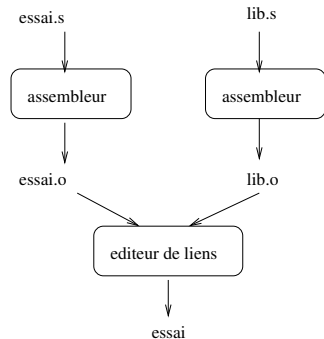 essai.s
lib.s
assembleur
assembleur
essai.o
lib.o
editeur de liens
essai